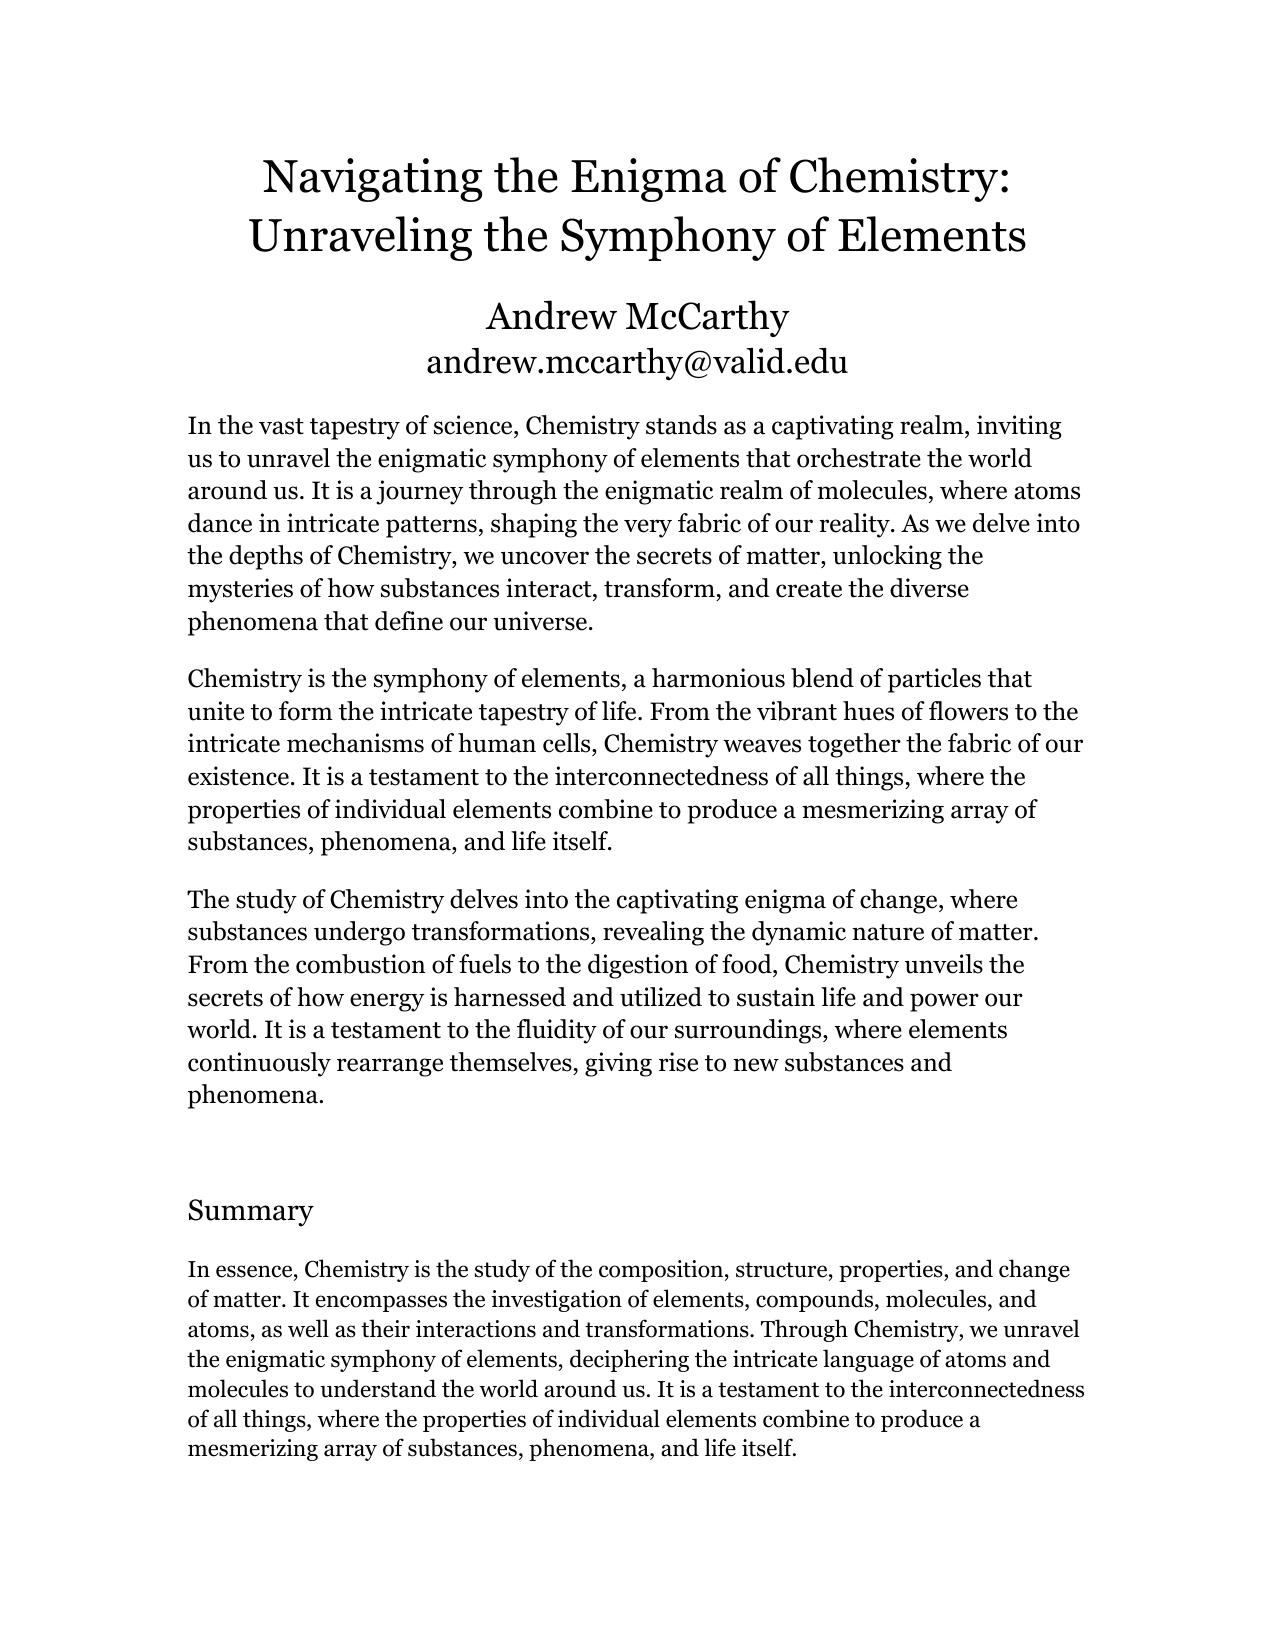 Navigating the Enigma of Chemistry:
Unraveling the Symphony of Elements
Andrew McCarthy
andrew.mccarthy@valid.edu
In the vast tapestry of science, Chemistry stands as a captivating realm, inviting
us to unravel the enigmatic symphony of elements that orchestrate the world
around us. It is a journey through the enigmatic realm of molecules, where atoms
dance in intricate patterns, shaping the very fabric of our reality. As we delve into
the depths of Chemistry, we uncover the secrets of matter, unlocking the
mysteries of how substances interact, transform, and create the diverse
phenomena that define our universe.
Chemistry is the symphony of elements, a harmonious blend of particles that
unite to form the intricate tapestry of life. From the vibrant hues of flowers to the
intricate mechanisms of human cells, Chemistry weaves together the fabric of our
existence. It is a testament to the interconnectedness of all things, where the
properties of individual elements combine to produce a mesmerizing array of
substances, phenomena, and life itself.
The study of Chemistry delves into the captivating enigma of change, where
substances undergo transformations, revealing the dynamic nature of matter.
From the combustion of fuels to the digestion of food, Chemistry unveils the
secrets of how energy is harnessed and utilized to sustain life and power our
world. It is a testament to the fluidity of our surroundings, where elements
continuously rearrange themselves, giving rise to new substances and
phenomena.
Summary
In essence, Chemistry is the study of the composition, structure, properties, and change
of matter. It encompasses the investigation of elements, compounds, molecules, and
atoms, as well as their interactions and transformations. Through Chemistry, we unravel
the enigmatic symphony of elements, deciphering the intricate language of atoms and
molecules to understand the world around us. It is a testament to the interconnectedness
of all things, where the properties of individual elements combine to produce a
mesmerizing array of substances, phenomena, and life itself.